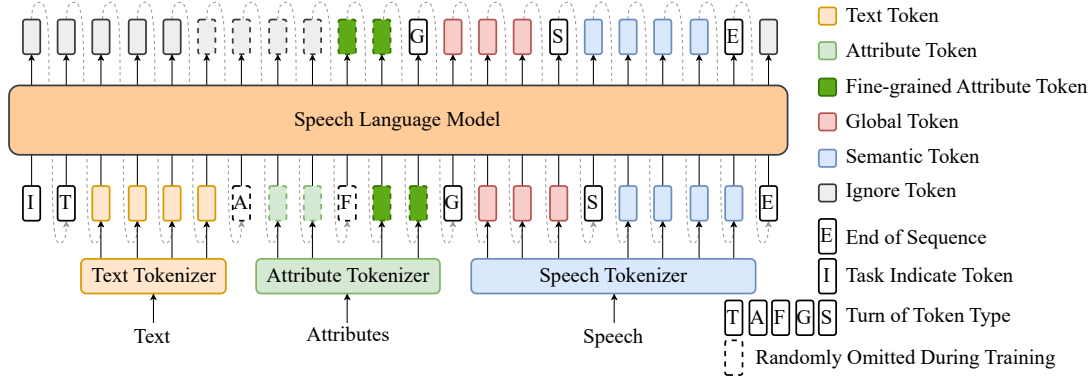 G S E
Speech Language Model
I T A F G S E
Text Tokenizer
Attribute Tokenizer
Speech Tokenizer
Text
Attributes
Speech
Text Token
Attribute Token
Fine-grained Attribute Token
Global Token
Semantic Token
Ignore Token
E End of Sequence
I Task Indicate Token
T A F G S Turn of Token Type
Randomly Omitted During Training